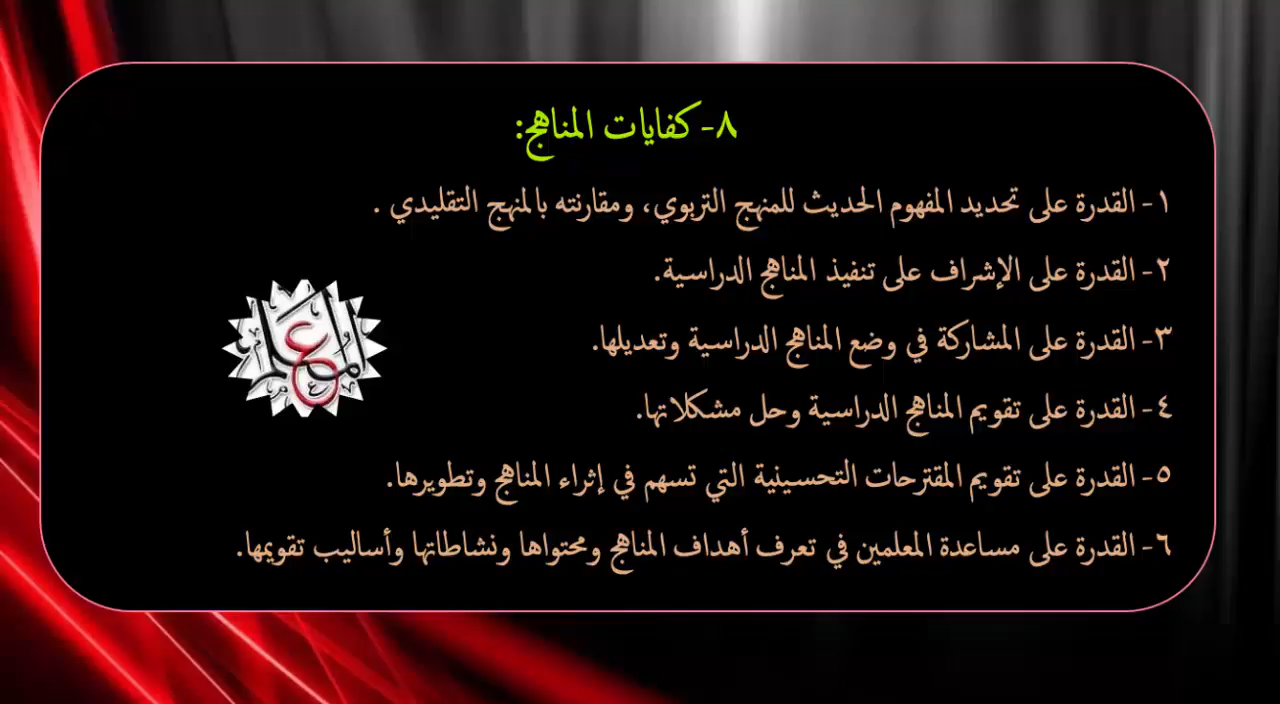 ٨- كفايات المناهج:
١- القدرة على تحديد المفهوم الحديث للمنهج التربوي، ومقارنته بالمنهج التقليدي .
٢- القدرة على الإشراف على تنفيذ المناهج الدراسية.
٣- القدرة على المشاركة في وضع المناهج الدراسية وتعديلها.
٤- القدرة على تقويم المناهج الدراسية وحل مشكلاتها.
٥- القدرة على تقويم المقترحات التحسينية التي تسهم في إثراء المناهج وتطويرها.
٦- القدرة على مساعدة المعلمين في تعرف أهداف المناهج ومحتواها ونشاطاتها وأساليب تقويمها.